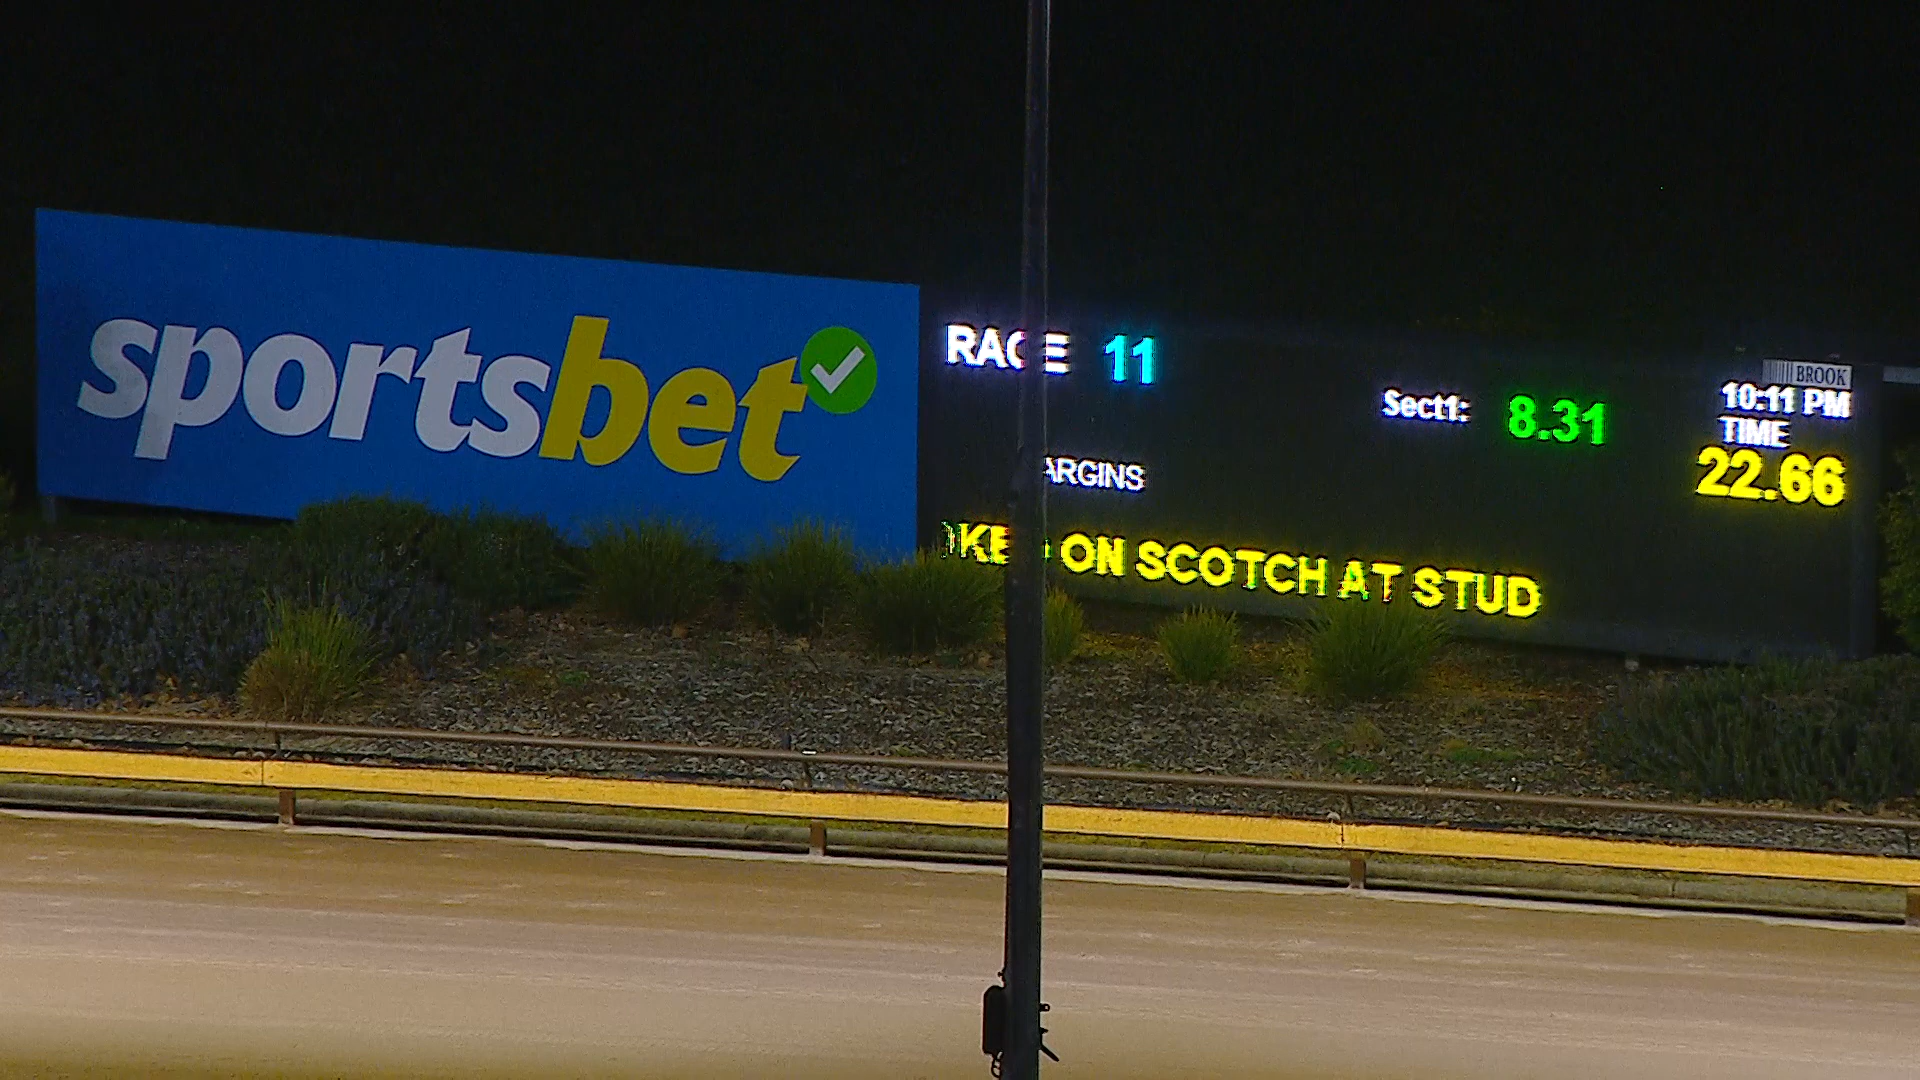 sportsbet
RACE 11
BROOK
10:11 PM
Sect1: 8.31
TIME
22.66
ARGINS
ON SCOTCH AT STUD